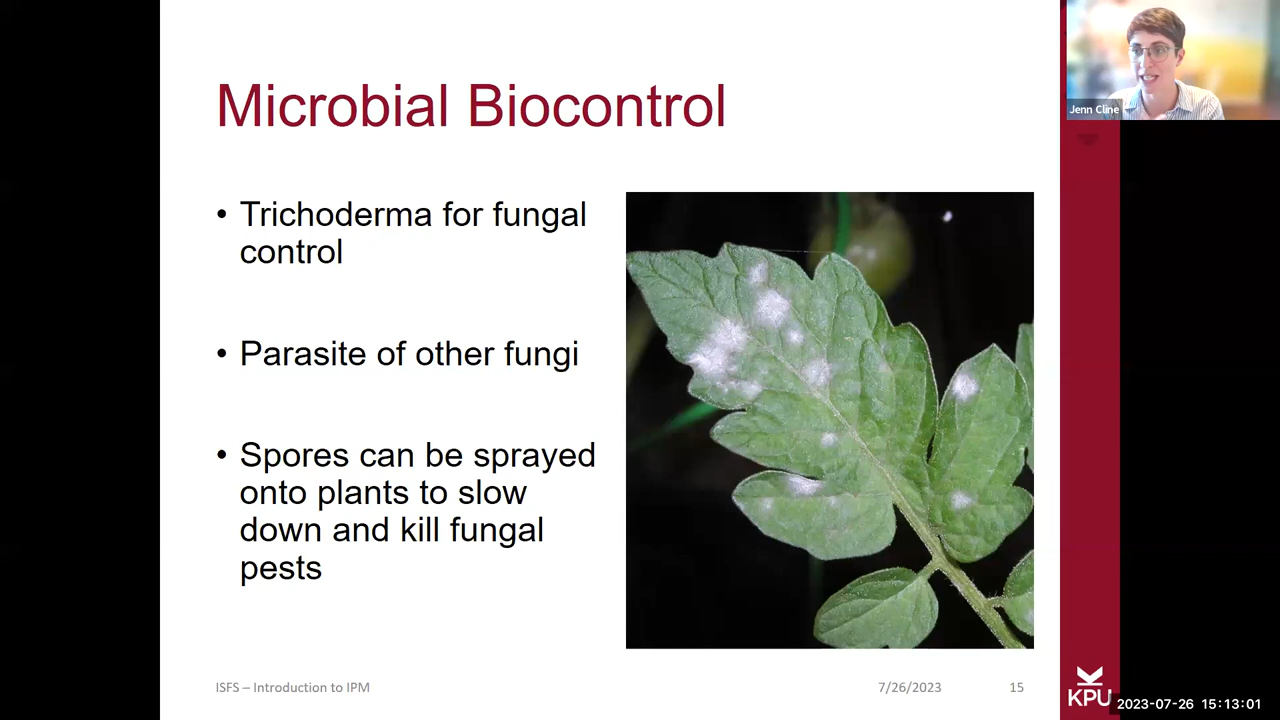 Microbial Biocontrol
Jenn Cline
• Trichoderma for fungal
control
• Parasite of other fungi
• Spores can be sprayed
onto plants to slow
down and kill fungal
pests
ISFS – Introduction to IPM
7/26/2023
15
KPU
2023-07-26 15:13:01